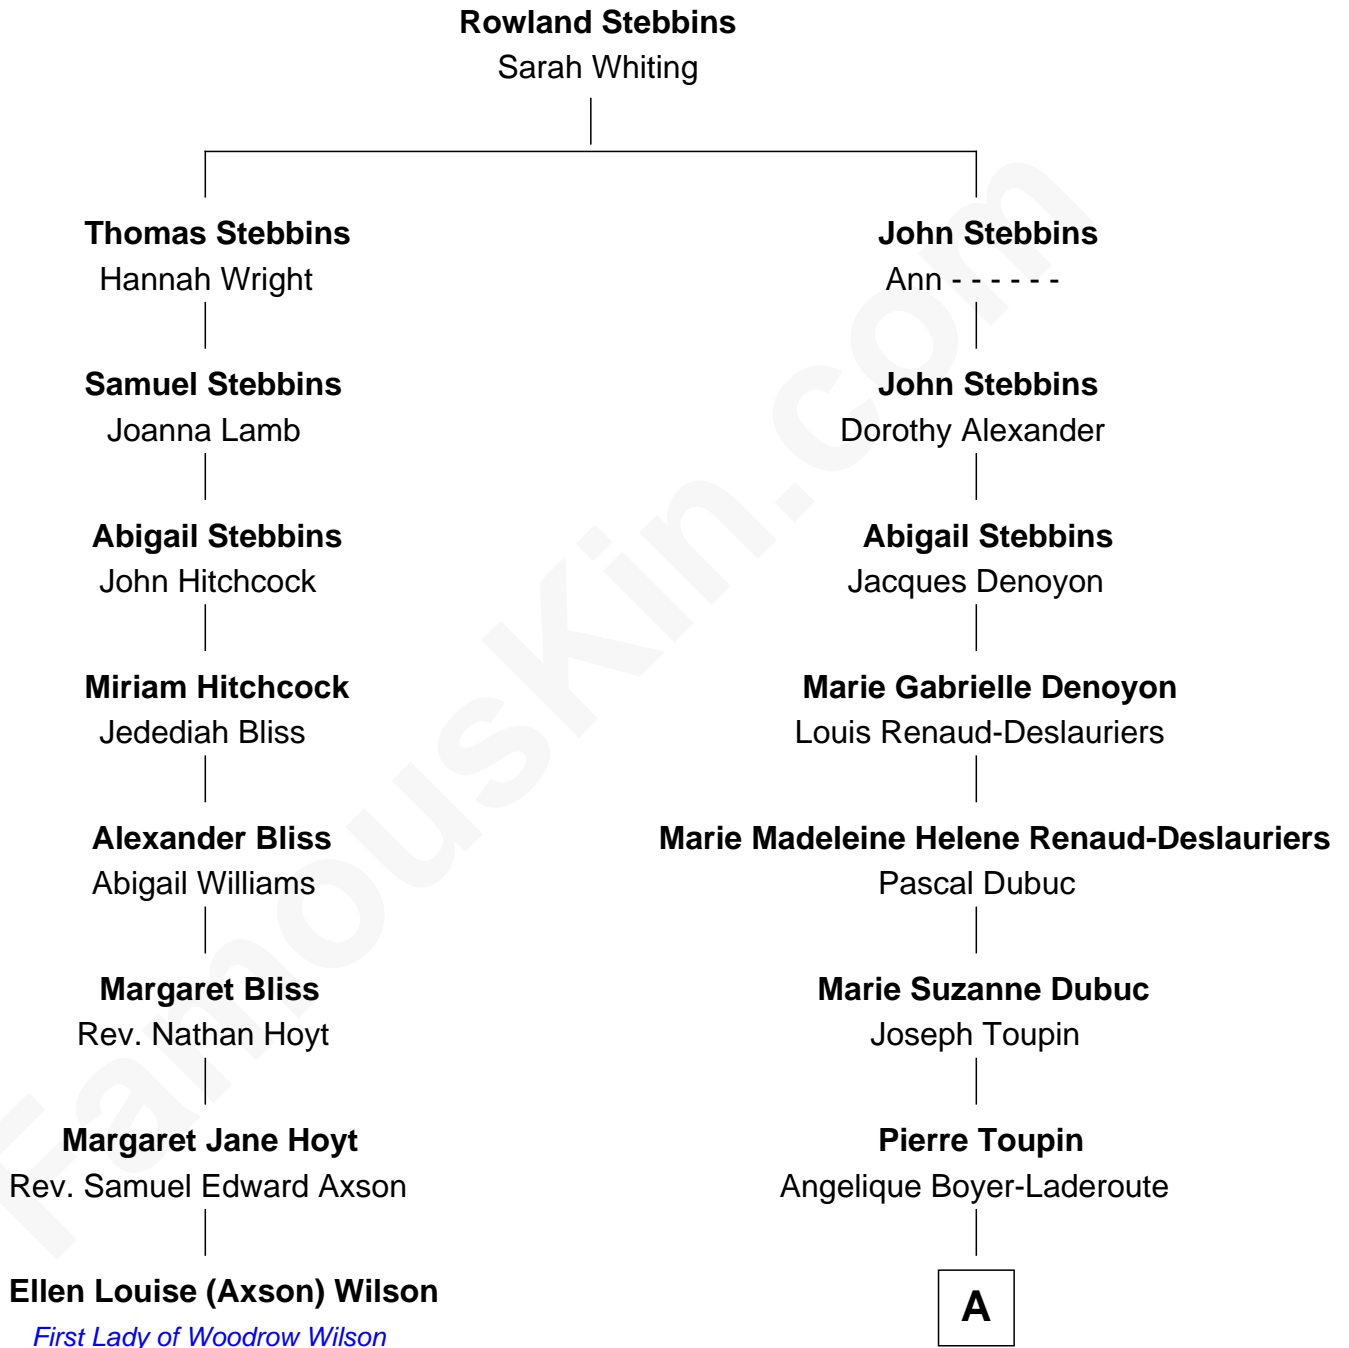 Rowland Stebbins
Sarah Whiting
Thomas Stebbins
Hannah Wright
John Stebbins
Ann - - - - - -
Samuel Stebbins
Joanna Lamb
John Stebbins
Dorothy Alexander
Abigail Stebbins
John Hitchcock
Abigail Stebbins
Jacques Denoyon
Miriam Hitchcock
Jedediah Bliss
Marie Gabrielle Denoyon
Louis Renaud-Deslauriers
Alexander Bliss
Abigail Williams
Marie Madeleine Helene Renaud-Deslauriers
Pascal Dubuc
Margaret Bliss
Rev. Nathan Hoyt
Marie Suzanne Dubuc
Joseph Toupin
Margaret Jane Hoyt
Rev. Samuel Edward Axson
Pierre Toupin
Angelique Boyer-Laderoute
Ellen Louise (Axson) Wilson
First Lady of Woodrow Wilson
A
FamousKin.com